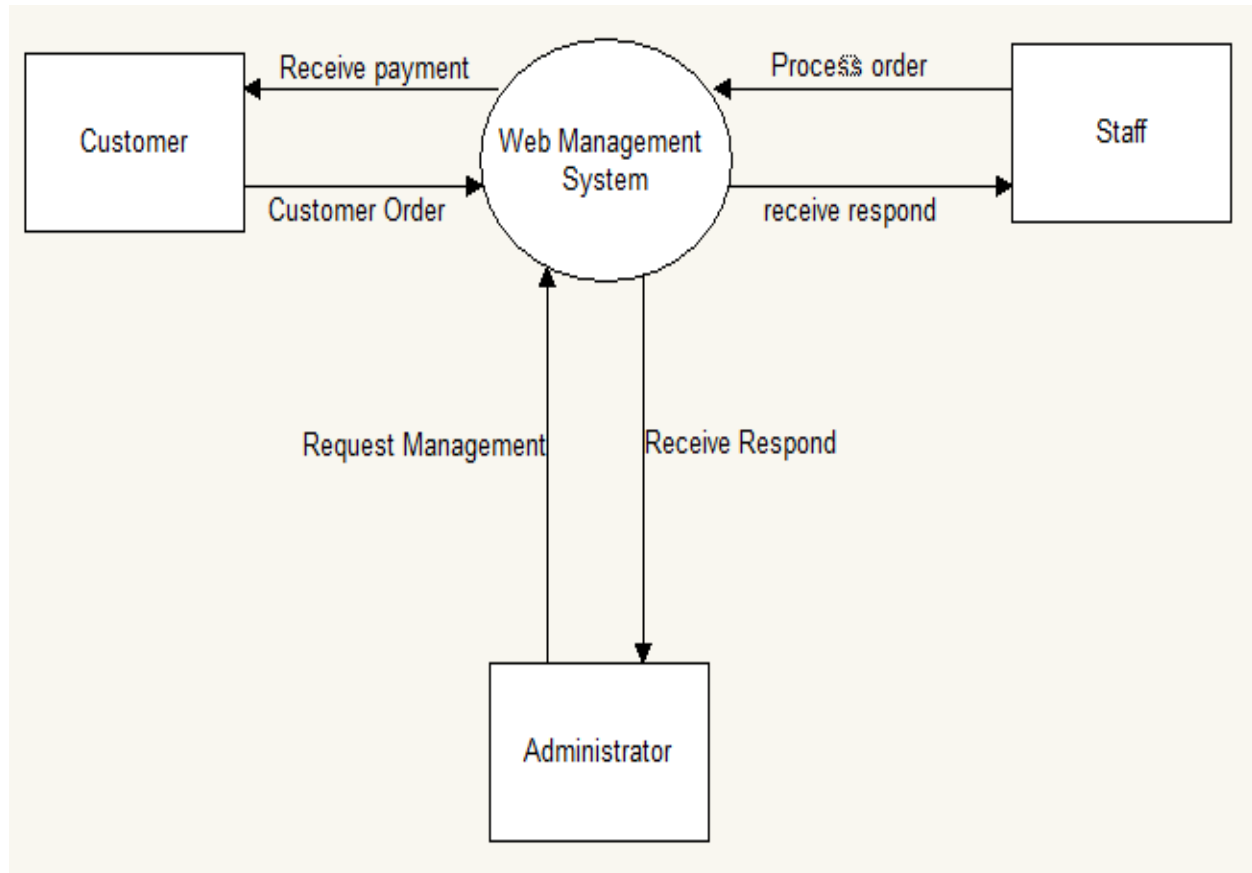 Receive payment
Process order
Customer
Web Management
System
Staff
Customer Order
receive respond
Request Management
Receive Respond
Administrator